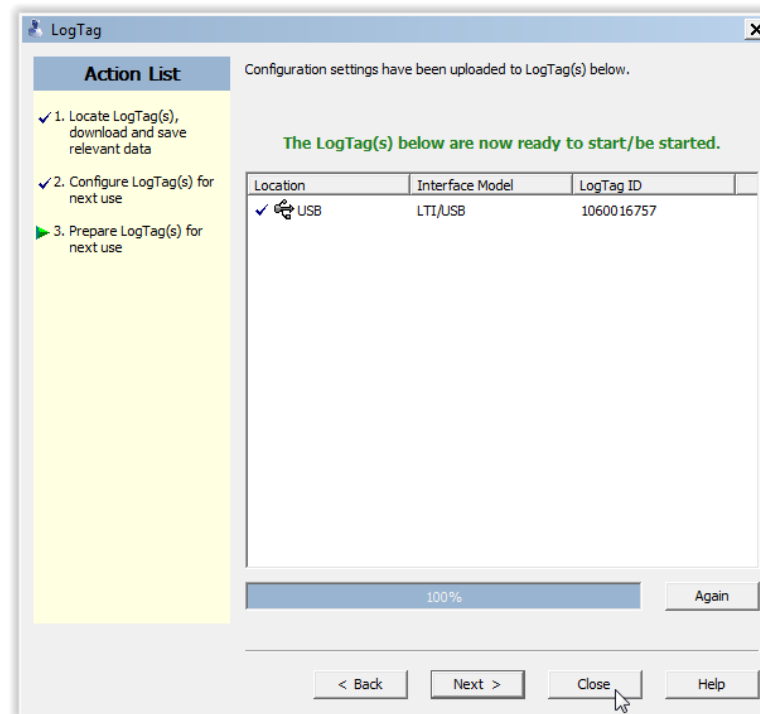 LogTag
Action List
1. Locate LogTag(s),
download and save
relevant data
2. Configure LogTag(s) for
next use
3. Prepare LogTag(s) for
next use
Configuration settings have been uploaded to LogTag(s) below.
The LogTag(s) below are now ready to start/be started.
Location Interface Model LogTag ID
USB LTI/USB 1060016757
100%
Again
< Back Next > Close Help